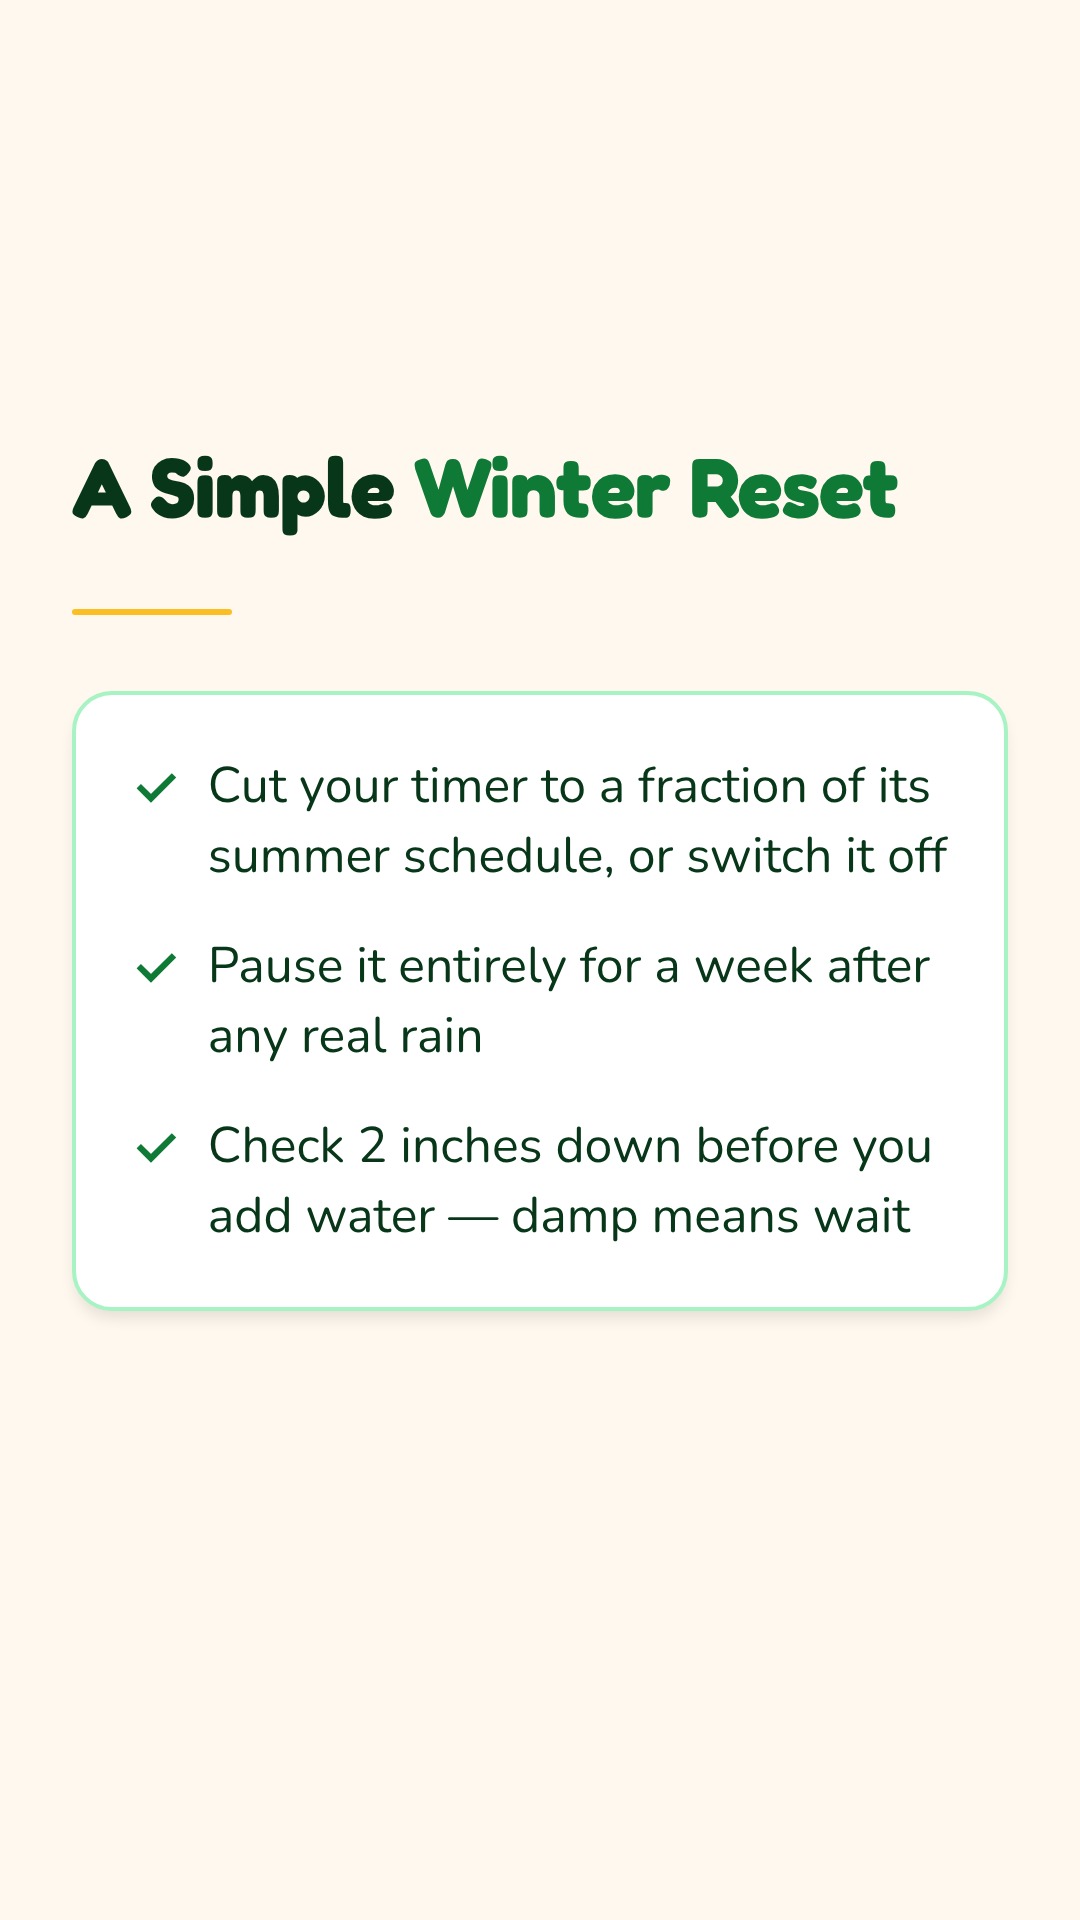 A Simple Winter Reset
Cut your timer to a fraction of its
summer schedule, or switch it off
Pause it entirely for a week after
any real rain
Check 2 inches down before you
add water — damp means wait